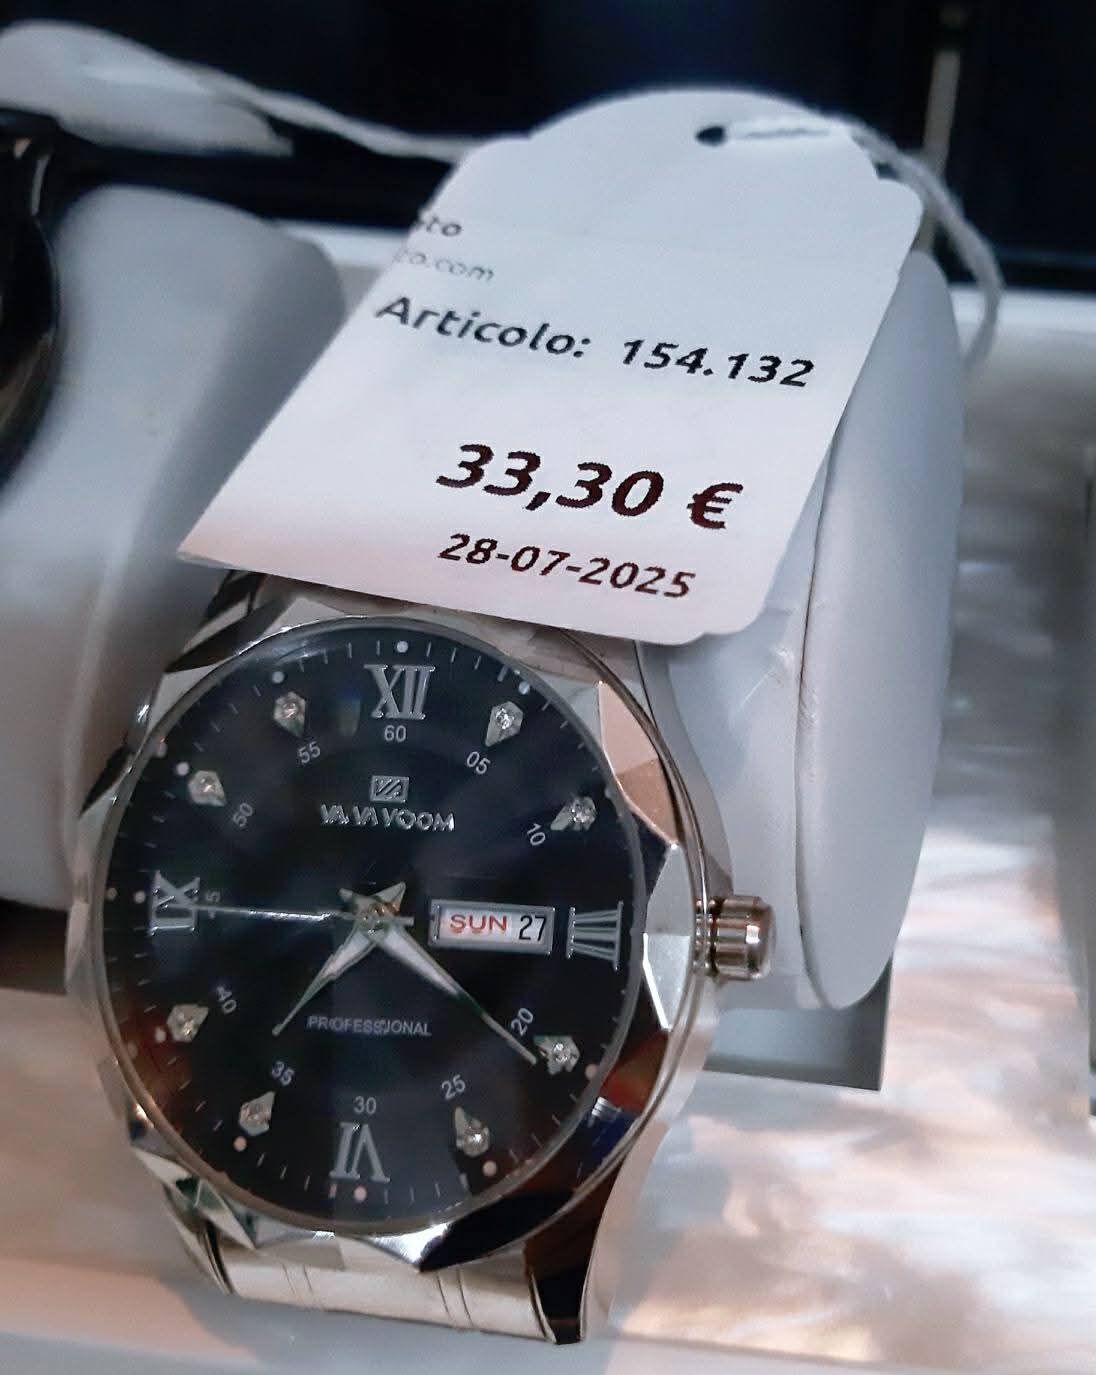 Articolo: 154.132
33,30 €
28-07-2025
XII
60
55
05
50
10
VA VA VOOM
IX
45
SUN 27
III
40
20
PROFESSIONAL
35
25
30
VI